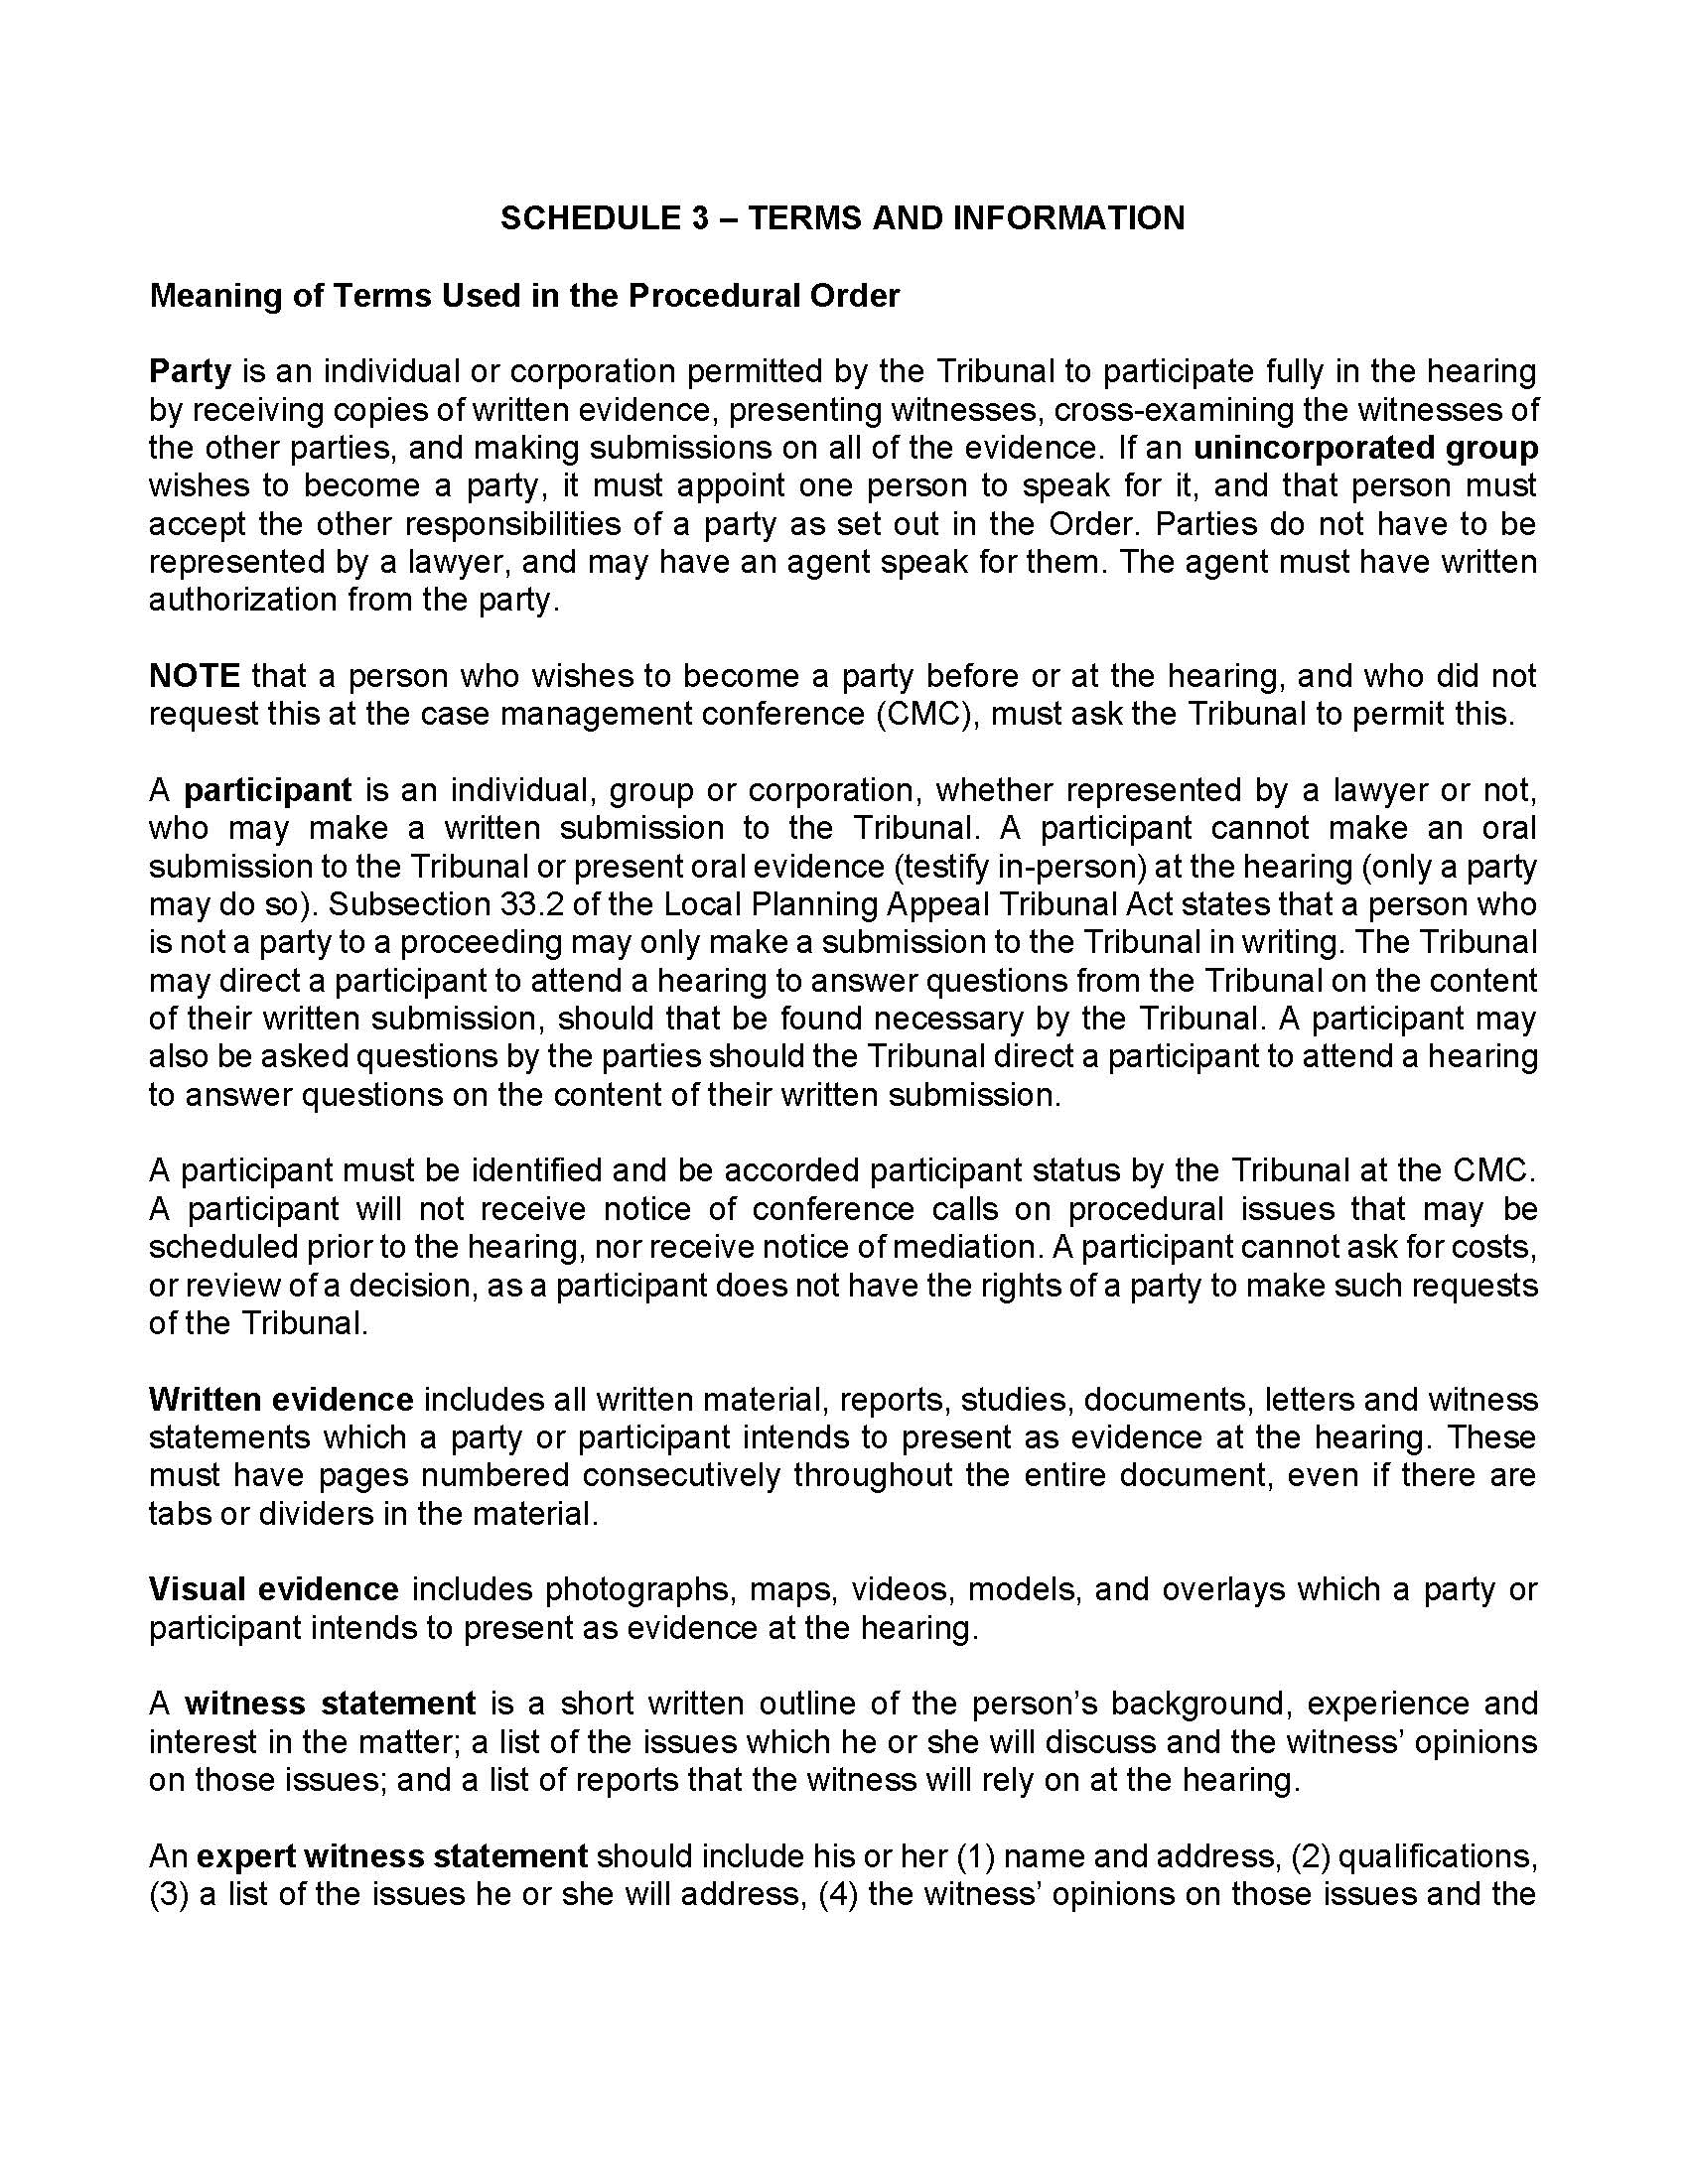 SCHEDULE 3 – TERMS AND INFORMATION
Meaning of Terms Used in the Procedural Order
Party is an individual or corporation permitted by the Tribunal to participate fully in the hearing
by receiving copies of written evidence, presenting witnesses, cross-examining the witnesses of
the other parties, and making submissions on all of the evidence. If an unincorporated group
wishes to become a party, it must appoint one person to speak for it, and that person must
accept the other responsibilities of a party as set out in the Order. Parties do not have to be
represented by a lawyer, and may have an agent speak for them. The agent must have written
authorization from the party.
NOTE that a person who wishes to become a party before or at the hearing, and who did not
request this at the case management conference (CMC), must ask the Tribunal to permit this.
A participant is an individual, group or corporation, whether represented by a lawyer or not,
who may make a written submission to the Tribunal. A participant cannot make an oral
submission to the Tribunal or present oral evidence (testify in-person) at the hearing (only a party
may do so). Subsection 33.2 of the Local Planning Appeal Tribunal Act states that a person who
is not a party to a proceeding may only make a submission to the Tribunal in writing. The Tribunal
may direct a participant to attend a hearing to answer questions from the Tribunal on the content
of their written submission, should that be found necessary by the Tribunal. A participant may
also be asked questions by the parties should the Tribunal direct a participant to attend a hearing
to answer questions on the content of their written submission.
A participant must be identified and be accorded participant status by the Tribunal at the CMC.
A participant will not receive notice of conference calls on procedural issues that may be
scheduled prior to the hearing, nor receive notice of mediation. A participant cannot ask for costs,
or review of a decision, as a participant does not have the rights of a party to make such requests
of the Tribunal.
Written evidence includes all written material, reports, studies, documents, letters and witness
statements which a party or participant intends to present as evidence at the hearing. These
must have pages numbered consecutively throughout the entire document, even if there are
tabs or dividers in the material.
Visual evidence includes photographs, maps, videos, models, and overlays which a party or
participant intends to present as evidence at the hearing.
A witness statement is a short written outline of the person’s background, experience and
interest in the matter; a list of the issues which he or she will discuss and the witness’ opinions
on those issues; and a list of reports that the witness will rely on at the hearing.
An expert witness statement should include his or her (1) name and address, (2) qualifications,
(3) a list of the issues he or she will address, (4) the witness’ opinions on those issues and the